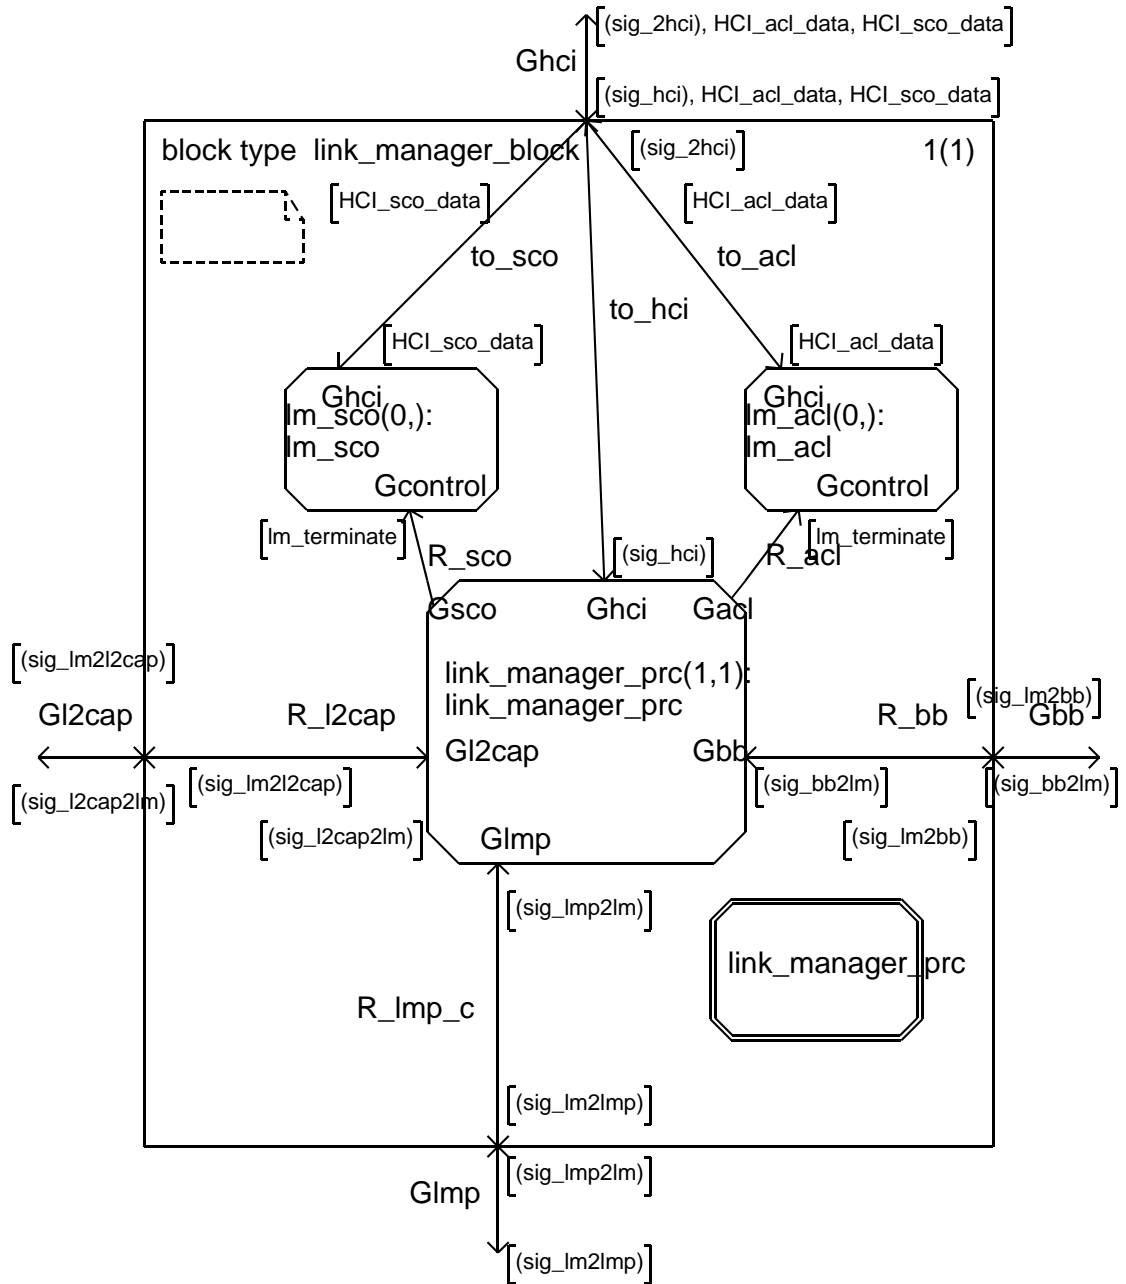 [(sig_2hci), HCI_acl_data, HCI_sco_data]
Ghci
[(sig_hci), HCI_acl_data, HCI_sco_data]
block type link_manager_block
[(sig_2hci)]
1(1)
[HCI_sco_data]
[HCI_acl_data]
to_sco
to_acl
to_hci
[HCI_sco_data]
[HCI_acl_data]
Ghci
lm_sco(0,):
lm_sco
Gcontrol
Ghci
lm_acl(0,):
lm_acl
Gcontrol
[lm_terminate]
R_sco
[(sig_hci)]
R_acl
[lm_terminate]
Gsco
Ghci
Gacl
link_manager_prc(1,1):
link_manager_prc
[(sig_lm2l2cap)]
Gl2cap
R_l2cap
Gl2cap
Gbb
R_bb
[(sig_lm2bb)]
Gbb
[(sig_l2cap2lm)]
[(sig_lm2l2cap)]
[(sig_bb2lm)]
[(sig_bb2lm)]
[(sig_l2cap2lm)]
Glmp
[(sig_lm2bb)]
[(sig_lmp2lm)]
link_manager_prc
R_lmp_c
[(sig_lm2lmp)]
[(sig_lmp2lm)]
Glmp
[(sig_lm2lmp)]